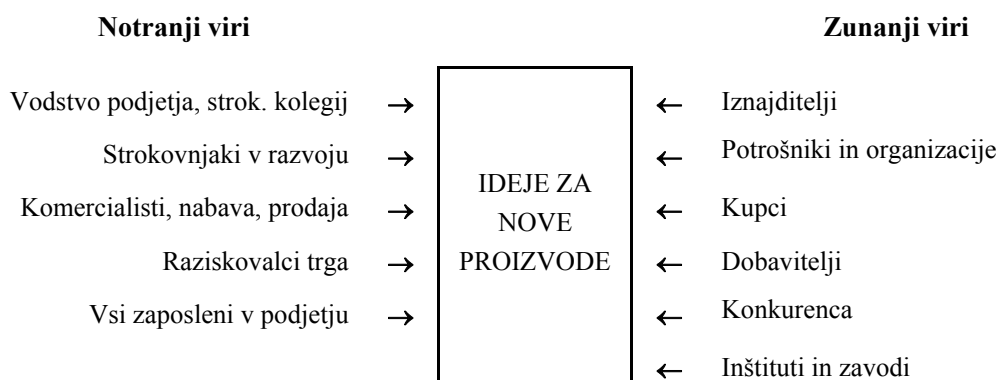 Notranji viri
Zunanji viri
Vodstvo podjetja, strok. kolegij → ← Iznajditelji
Strokovnjaki v razvoju → ← Potrošniki in organizacije
IDEJE ZA
Komercialisti, nabava, prodaja → NOVE ← Kupci
Raziskovalci trga → PROIZVODE ← Dobavitelji
Vsi zaposleni v podjetju → ← Konkurenca
← Inštituti in zavodi